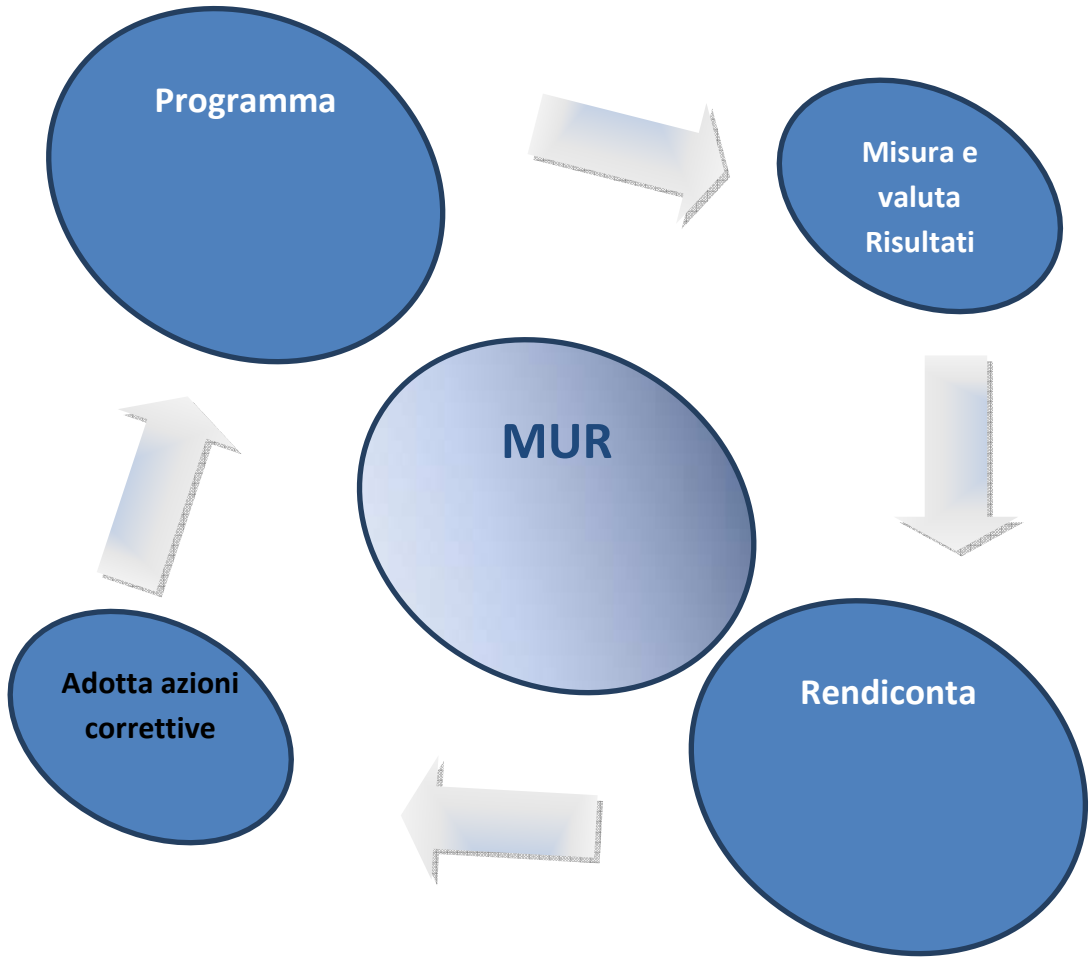 Programma
Misura e
valuta
Risultati
MUR
Adotta azioni
correttive
Rendiconta